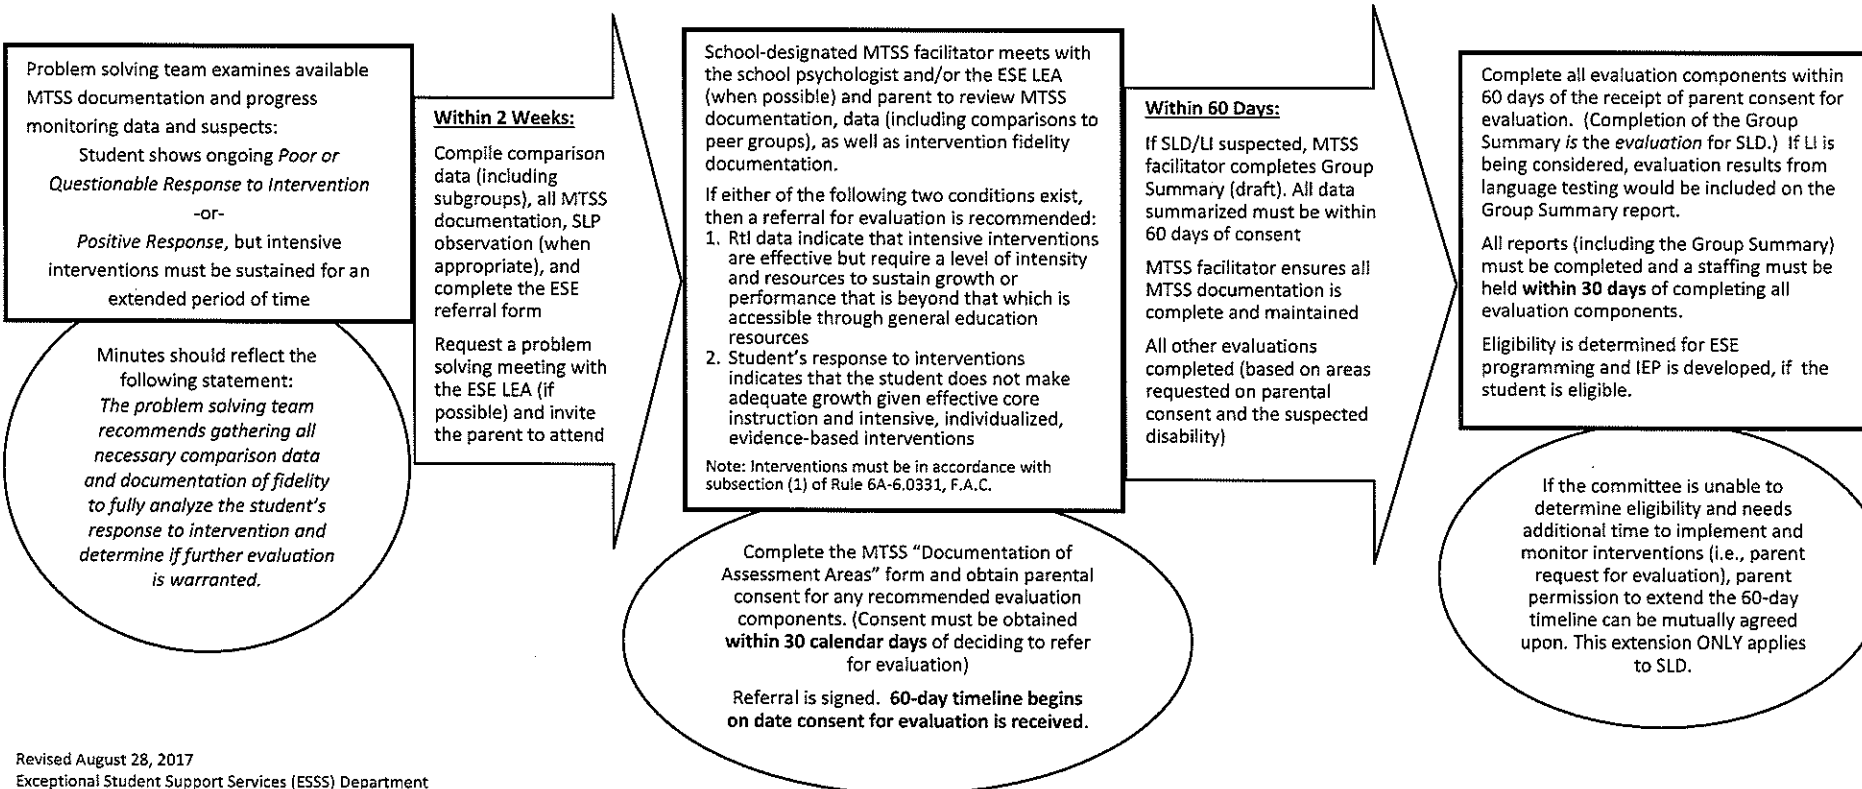 Problem solving team examines available
MTSS documentation and progress
monitoring data and suspects:
Student shows ongoing Poor or
Questionable Response to Intervention
-or-
Positive Response, but intensive
interventions must be sustained for an
extended period of time
Minutes should reflect the
following statement:
The problem solving team
recommends gathering all
necessary comparison data
and documentation of fidelity
to fully analyze the student's
response to intervention and
determine if further evaluation
is warranted.
Within 2 Weeks:
Compile comparison
data (including
subgroups), all MTSS
documentation, SLP
observation (when
appropriate), and
complete the ESE
referral form
Request a problem
solving meeting with
the ESE LEA (if
possible) and invite
the parent to attend
School-designated MTSS facilitator meets with
the school psychologist and/or the ESE LEA
(when possible) and parent to review MTSS
documentation, data (including comparisons to
peer groups), as well as intervention fidelity
documentation.
If either of the following two conditions exist,
then a referral for evaluation is recommended:
1. RtI data indicate that intensive interventions
are effective but require a level of intensity
and resources to sustain growth or
performance that is beyond that which is
accessible through general education
resources
2. Student's response to interventions
indicates that the student does not make
adequate growth given effective core
instruction and intensive, individualized,
evidence-based interventions
Note: Interventions must be in accordance with
subsection (1) of Rule 6A-6.0331, F.A.C.
Complete the MTSS "Documentation of
Assessment Areas" form and obtain parental
consent for any recommended evaluation
components. (Consent must be obtained
within 30 calendar days of deciding to refer
for evaluation)
Referral is signed. 60-day timeline begins
on date consent for evaluation is received.
Within 60 Days:
If SLD/LI suspected, MTSS
facilitator completes Group
Summary (draft). All data
summarized must be within
60 days of consent
MTSS facilitator ensures all
MTSS documentation is
complete and maintained
All other evaluations
completed (based on areas
requested on parental
consent and the suspected
disability)
Complete all evaluation components within
60 days of the receipt of parent consent for
evaluation. (Completion of the Group
Summary is the evaluation for SLD.) If LI is
being considered, evaluation results from
language testing would be included on the
Group Summary report.
All reports (including the Group Summary)
must be completed and a staffing must be
held within 30 days of completing all
evaluation components.
Eligibility is determined for ESE
programming and IEP is developed, if the
student is eligible.
If the committee is unable to
determine eligibility and needs
additional time to implement and
monitor interventions (i.e., parent
request for evaluation), parent
permission to extend the 60-day
timeline can be mutually agreed
upon. This extension ONLY applies
to SLD.
Revised August 28, 2017
Exceptional Student Support Services (ESSS) Department